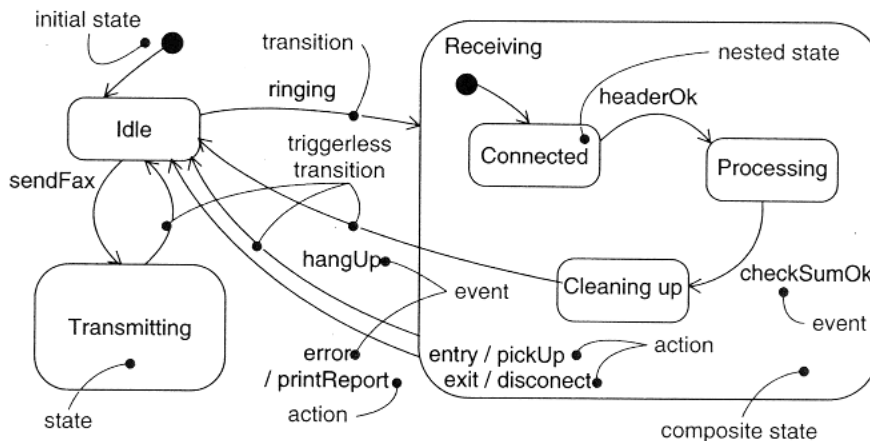 initial state
transition
Receiving
nested state
ringing
headerOk
Idle
Connected
Processing
triggerless
transition
sendFax
hangUp
Cleaning up
checkSumOk
event
Transmitting
event
error
/ printReport
entry / pickUp
exit / disconect
action
state
action
composite state